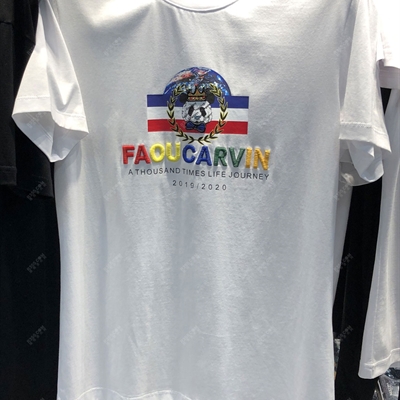 FAOUCARVIN
A THOUSAND TIMES LIFE JOURNEY
2010/2020